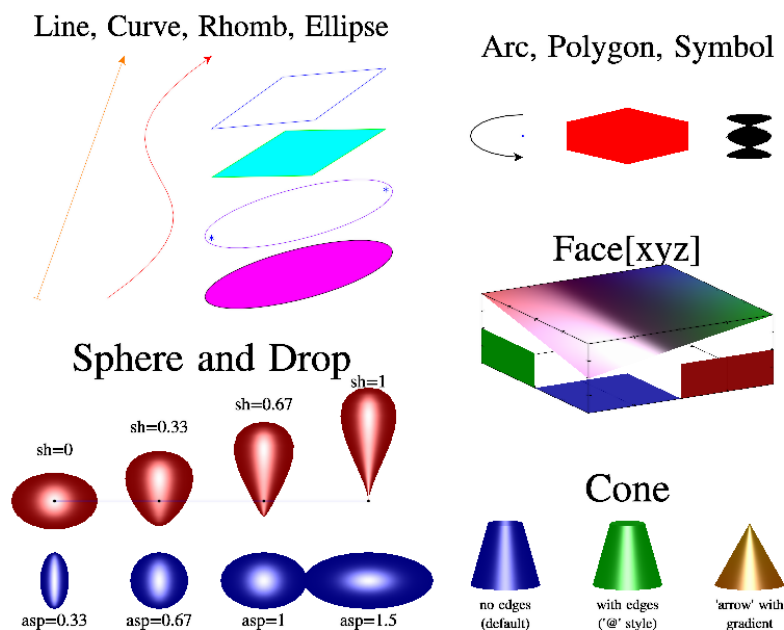 Line, Curve, Rhomb, Ellipse
Arc, Polygon, Symbol
Face[xyz]
Sphere and Drop
sh=0
sh=0.33
sh=0.67
sh=1
asp=0.33
asp=0.67
asp=1
asp=1.5
Cone
no edges
(default)
with edges
('@' style)
'arrow' with
gradient